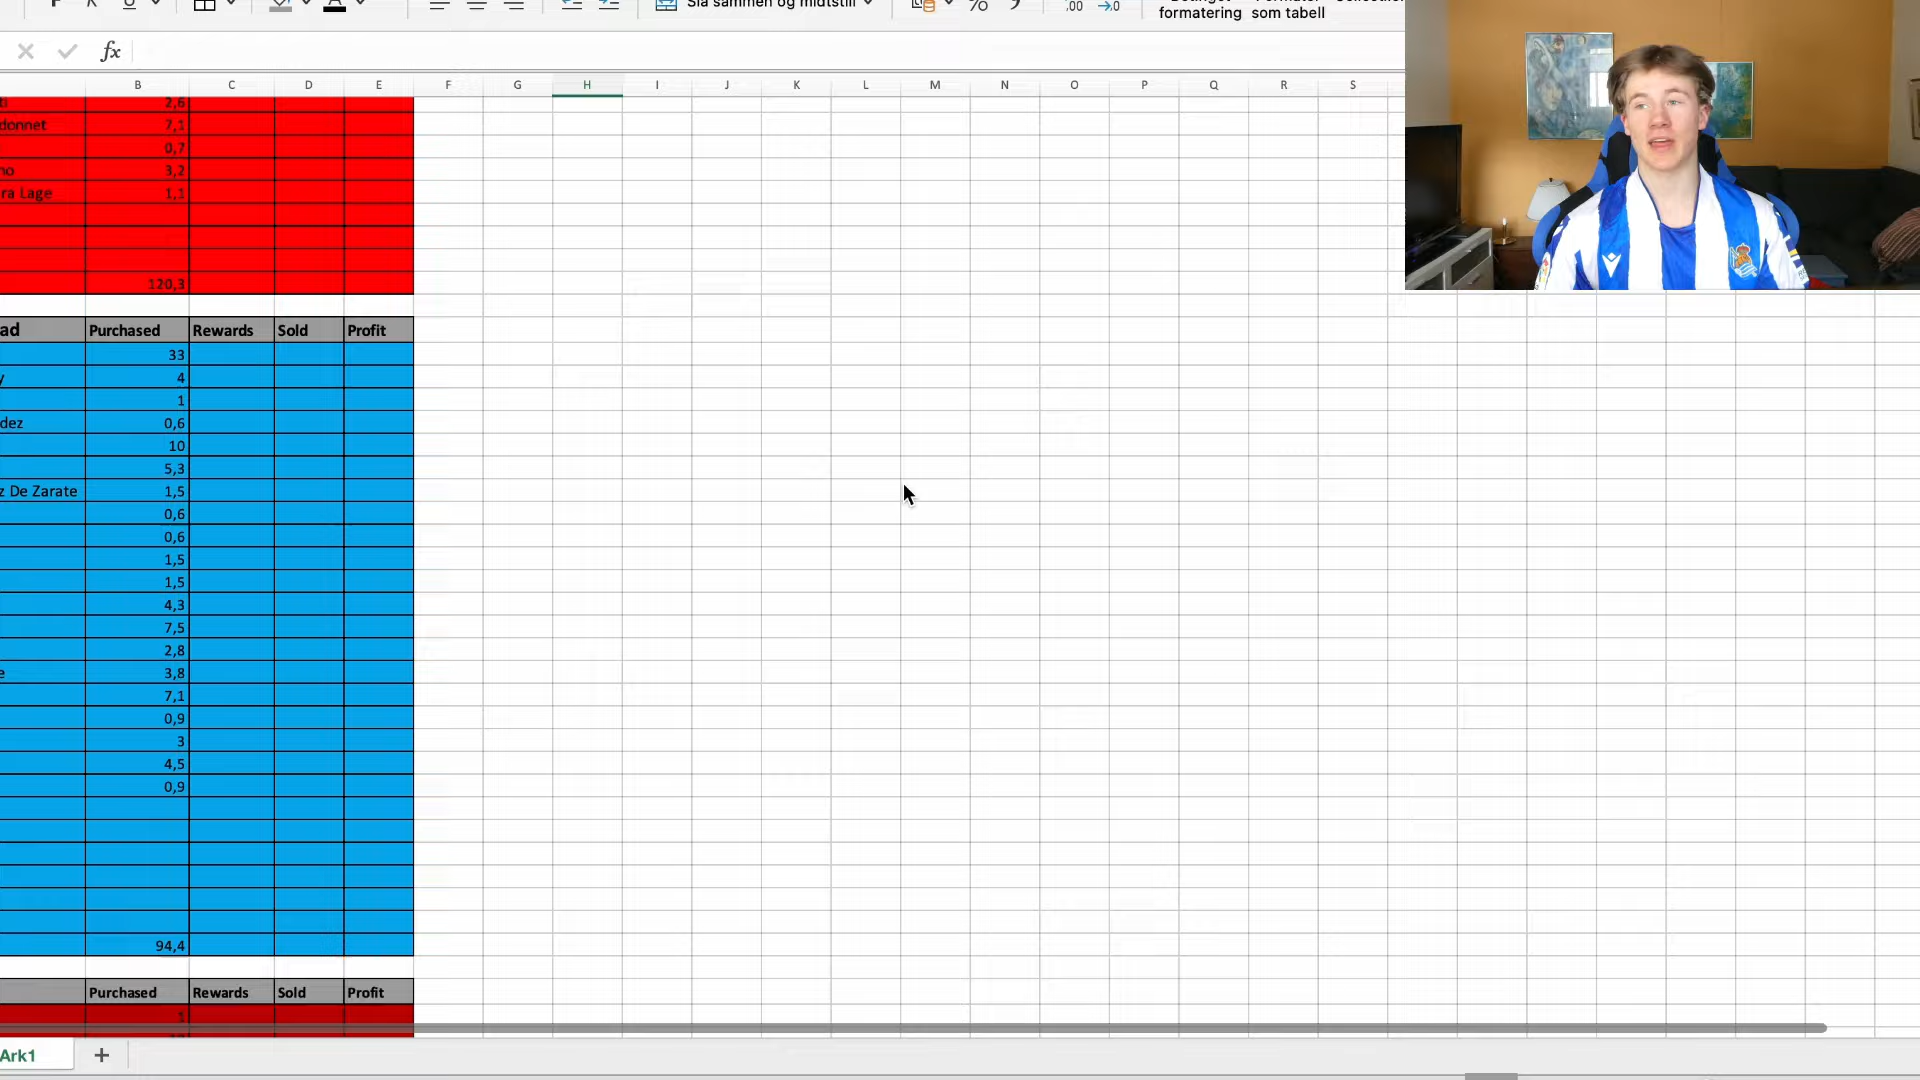 Slå sammen og midtstill
formatering som tabell
fx
B C D E F G H I J K L M N O P Q R S
2,6
donnet 7,1
0,7
no 3,2
ra Lage 1,1
120,3
ad Purchased Rewards Sold Profit
33
y 4
1
dez 0,6
10
5,3
z De Zarate 1,5
0,6
0,6
1,5
1,5
4,3
7,5
2,8
e 3,8
7,1
0,9
3
4,5
0,9
94,4
Purchased Rewards Sold Profit
1
Ark1